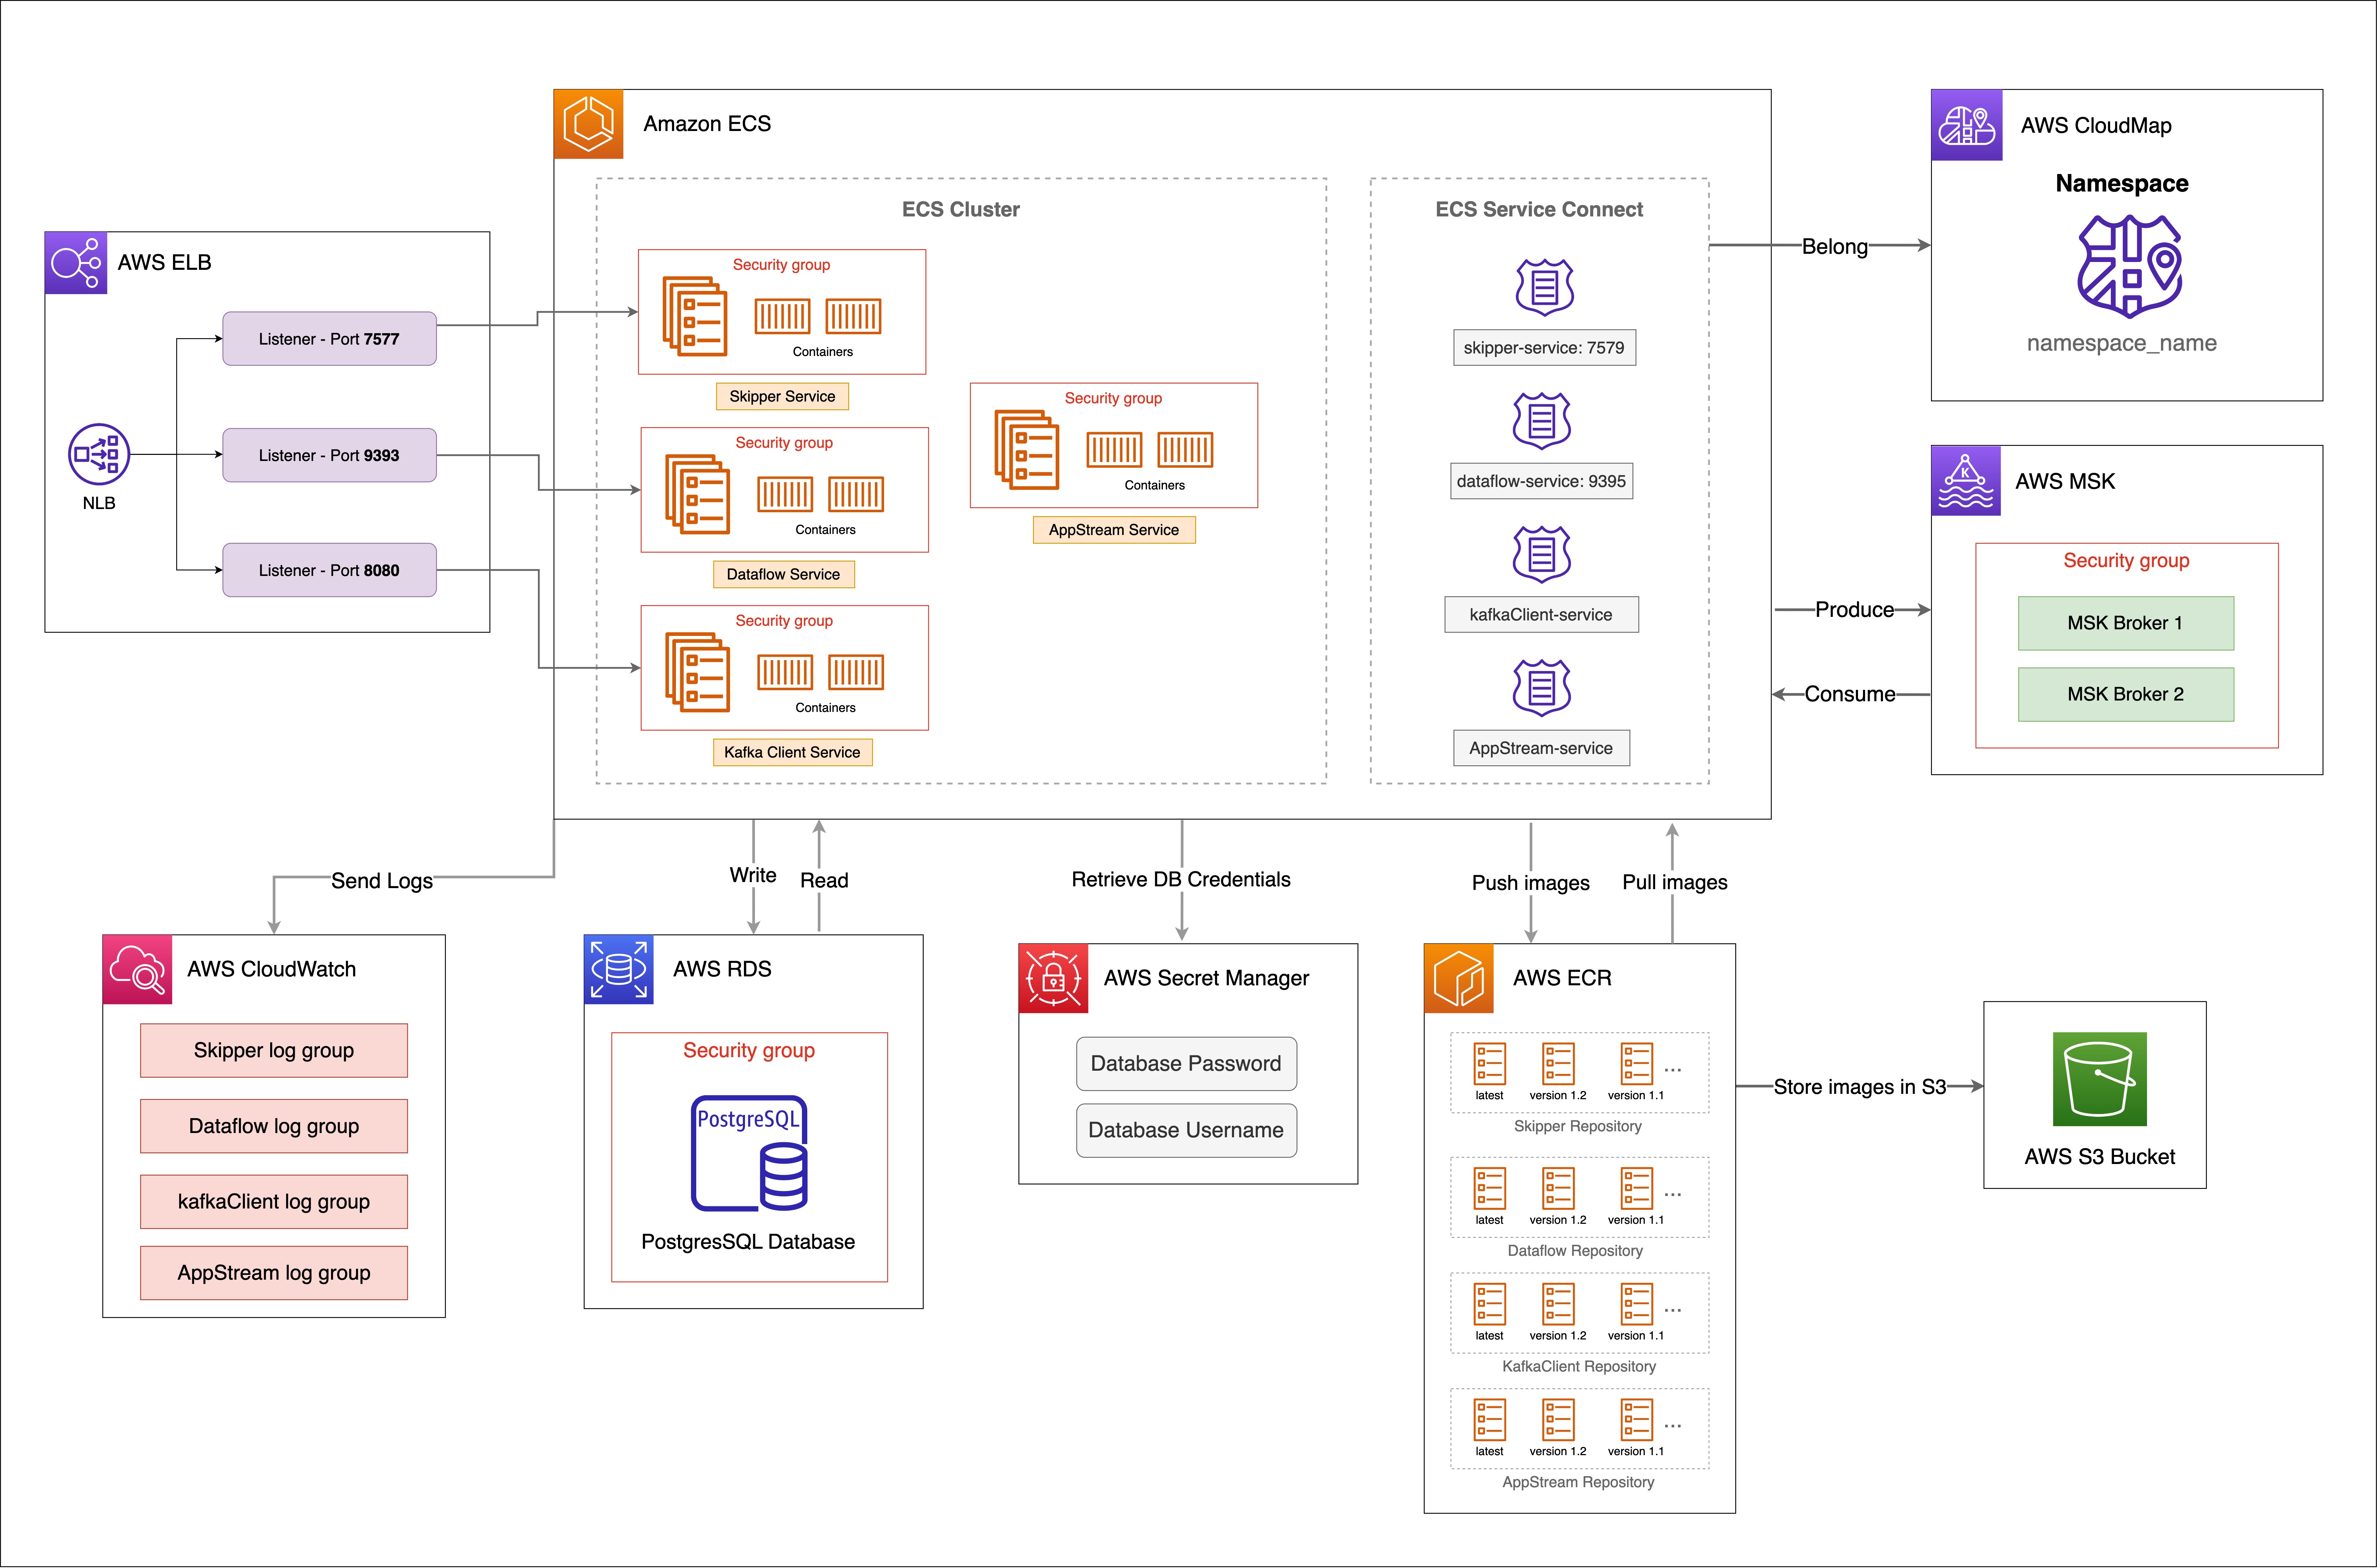 Amazon ECS
ECS Cluster
Security group
Containers
Skipper Service
Security group
Containers
Dataflow Service
Security group
Containers
Kafka Client Service
Security group
Containers
AppStream Service
ECS Service Connect
skipper-service: 7579
dataflow-service: 9395
kafkaClient-service
AppStream-service
AWS ELB
NLB
Listener - Port 7577
Listener - Port 9393
Listener - Port 8080
Belong
AWS CloudMap
Namespace
namespace_name
Produce
Consume
AWS MSK
K
Security group
MSK Broker 1
MSK Broker 2
Send Logs
Write
Read
Retrieve DB Credentials
Push images
Pull images
AWS CloudWatch
Skipper log group
Dataflow log group
kafkaClient log group
AppStream log group
AWS RDS
Security group
PostgreSQL
PostgresSQL Database
AWS Secret Manager
Database Password
Database Username
AWS ECR
latest version 1.2 version 1.1 ...
Skipper Repository
latest version 1.2 version 1.1 ...
Dataflow Repository
latest version 1.2 version 1.1 ...
KafkaClient Repository
latest version 1.2 version 1.1 ...
AppStream Repository
Store images in S3
AWS S3 Bucket